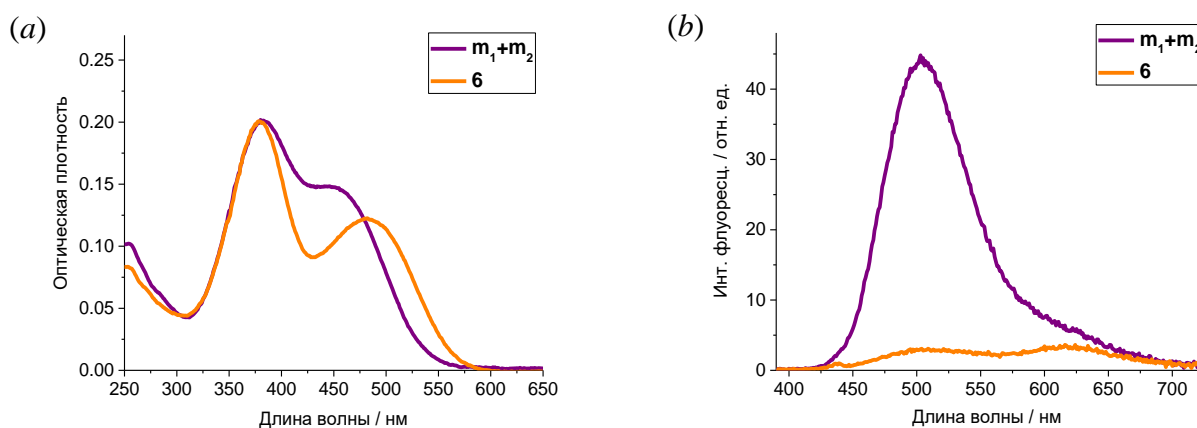 (a)
Оптическая плотность
0.25
0.20
0.15
0.10
0.05
0.00
250 300 350 400 450 500 550 600 650
Длина волны / нм
m₁+m₂
6
(b)
Инт. флуоресц. / отн. ед.
40
30
20
10
0
400 450 500 550 600 650 700
Длина волны / нм
m₁+m₂
6